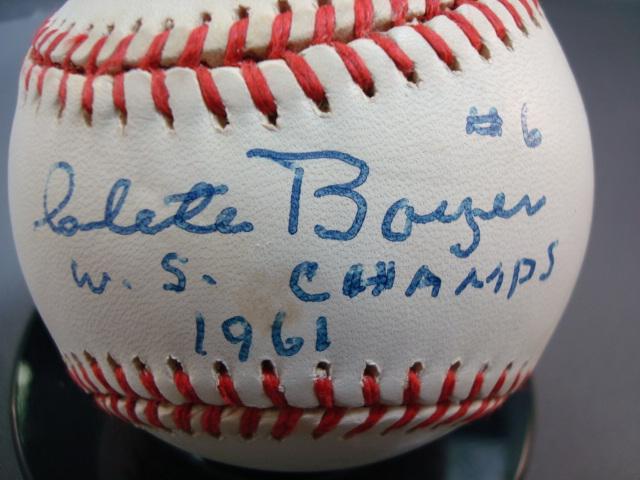 #6
Clete Boyer
W. S. CHAMPS
1961